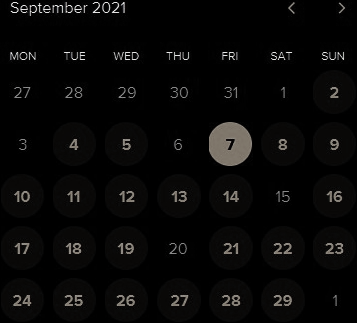 September 2021
MON TUE WED THU FRI SAT SUN
27 28 29 30 31 1 2
3 4 5 6 7 8 9
10 11 12 13 14 15 16
17 18 19 20 21 22 23
24 25 26 27 28 29 1